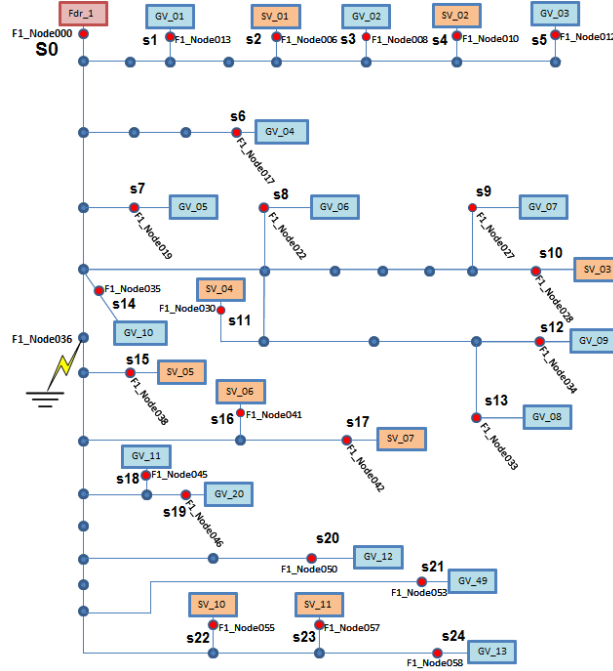 Fdr_1
GV_01
SV_01
GV_02
SV_02
GV_03
F1_Node000
S0
s1
F1_Node013
s2
F1_Node006
s3
F1_Node008
s4
F1_Node010
s5
F1_Node012
s6
GV_04
F1_Node017
s7
GV_05
F1_Node019
s8
GV_06
F1_Node022
s9
GV_07
F1_Node027
s10
SV_03
F1_Node028
F1_Node035
s14
GV_10
SV_04
F1_Node030
s11
F1_Node036
s12
GV_09
F1_Node034
s13
GV_08
F1_Node033
s15
SV_05
F1_Node038
SV_06
s16
F1_Node041
s17
SV_07
F1_Node042
GV_11
s18
F1_Node045
s19
GV_20
F1_Node046
s20
GV_12
F1_Node050
s21
GV_49
F1_Node053
SV_10
SV_11
s22
F1_Node055
s23
F1_Node057
s24
GV_13
F1_Node058